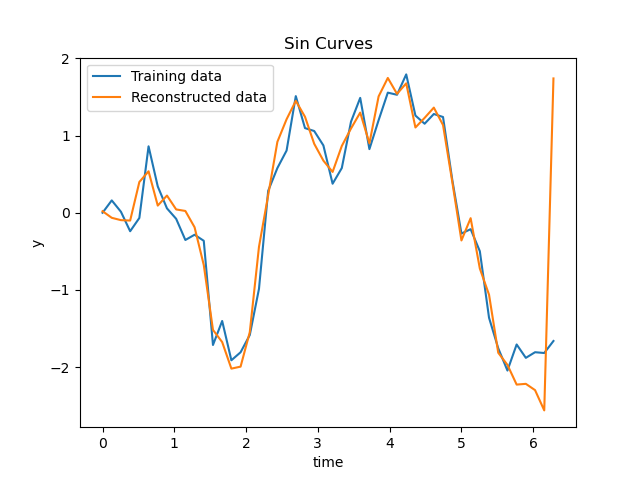 Sin Curves
Training data
Reconstructed data
y
2
1
0
−1
−2
0 1 2 3 4 5 6
time